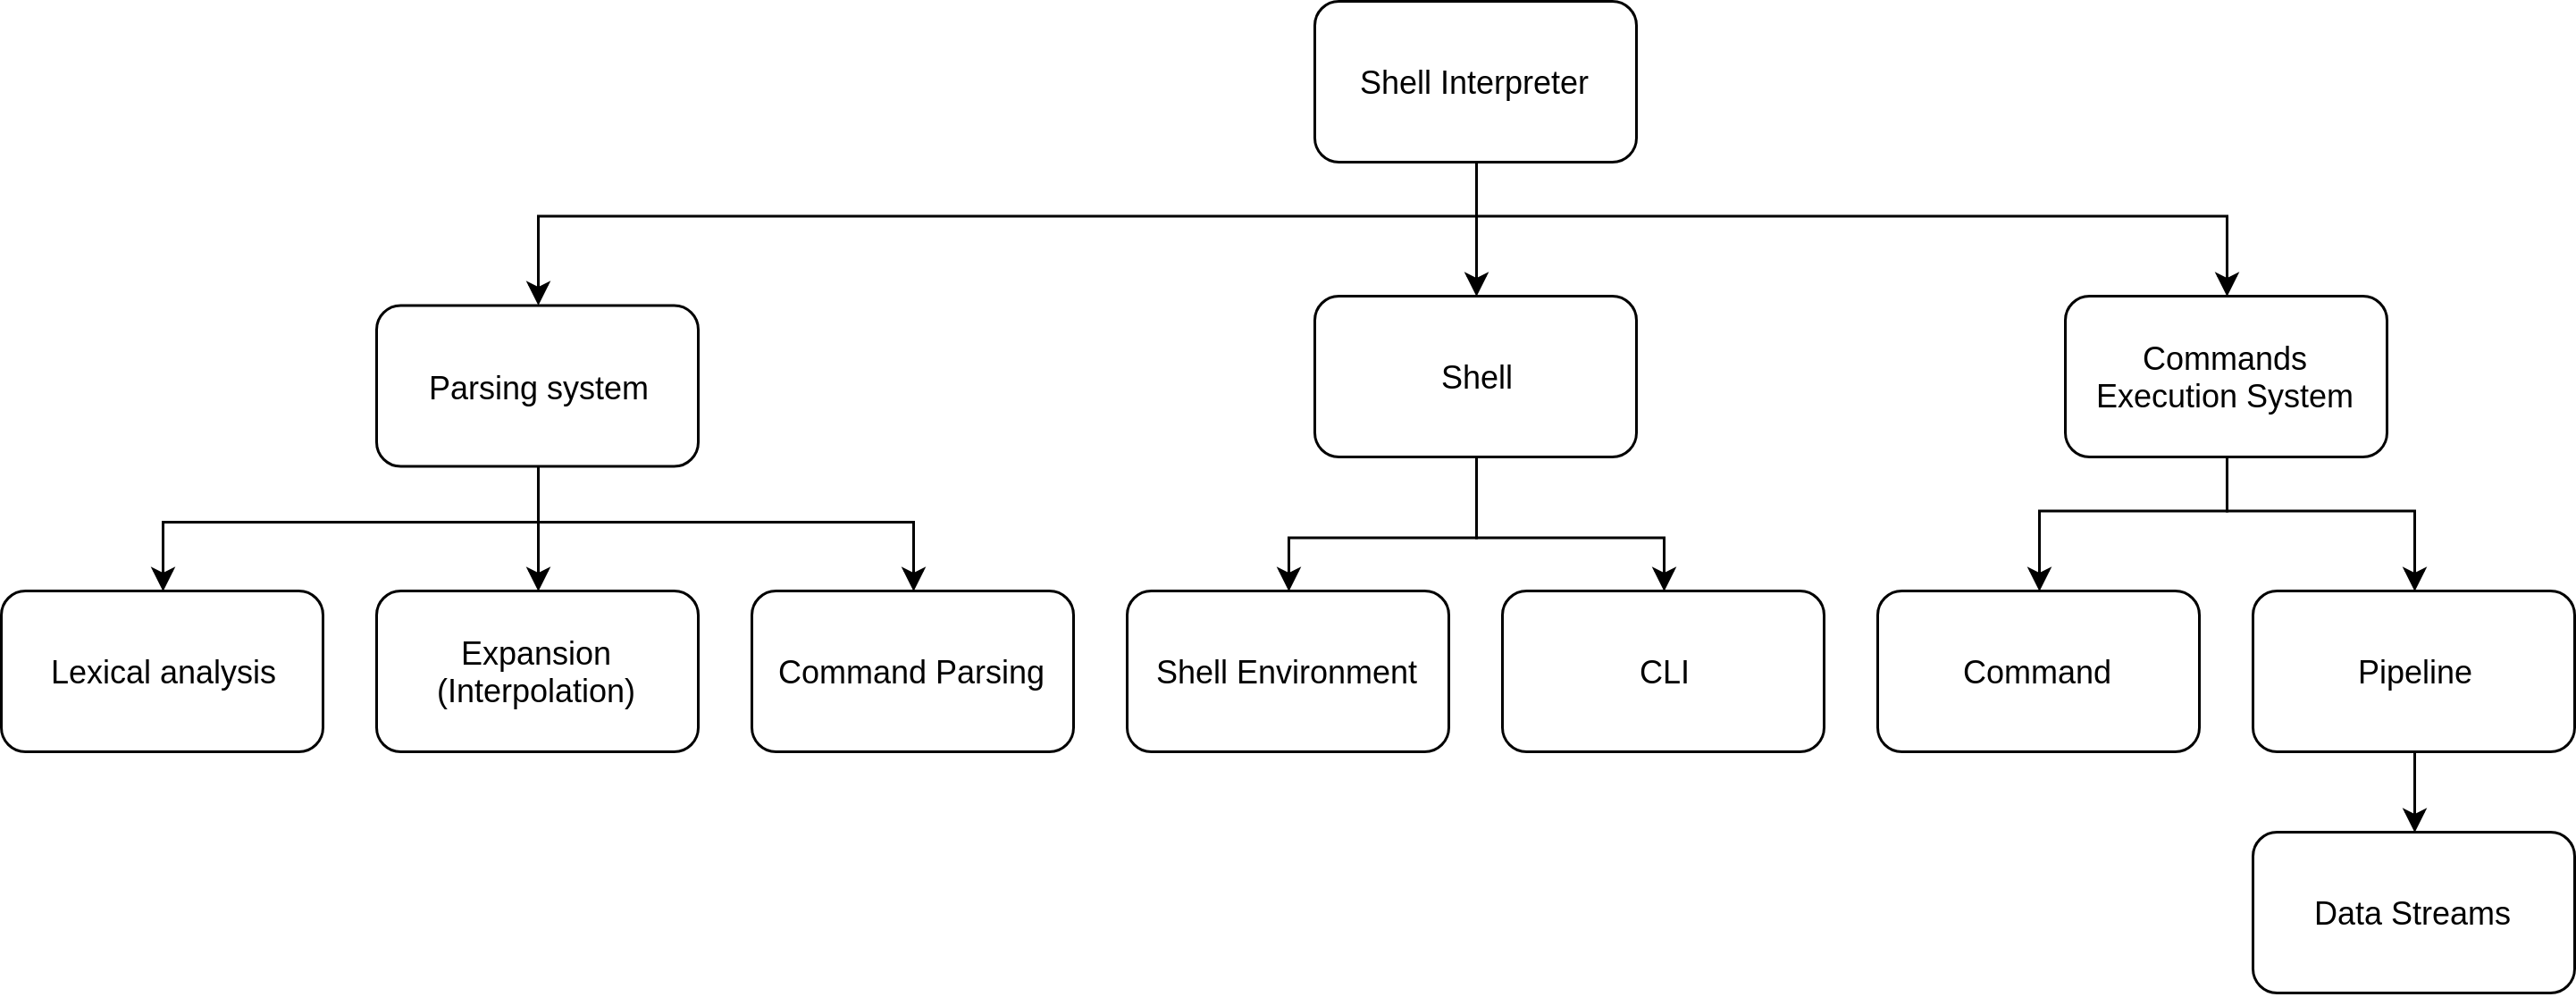 Shell Interpreter
Parsing system
Shell
Commands
Execution System
Lexical analysis
Expansion
(Interpolation)
Command Parsing
Shell Environment
CLI
Command
Pipeline
Data Streams